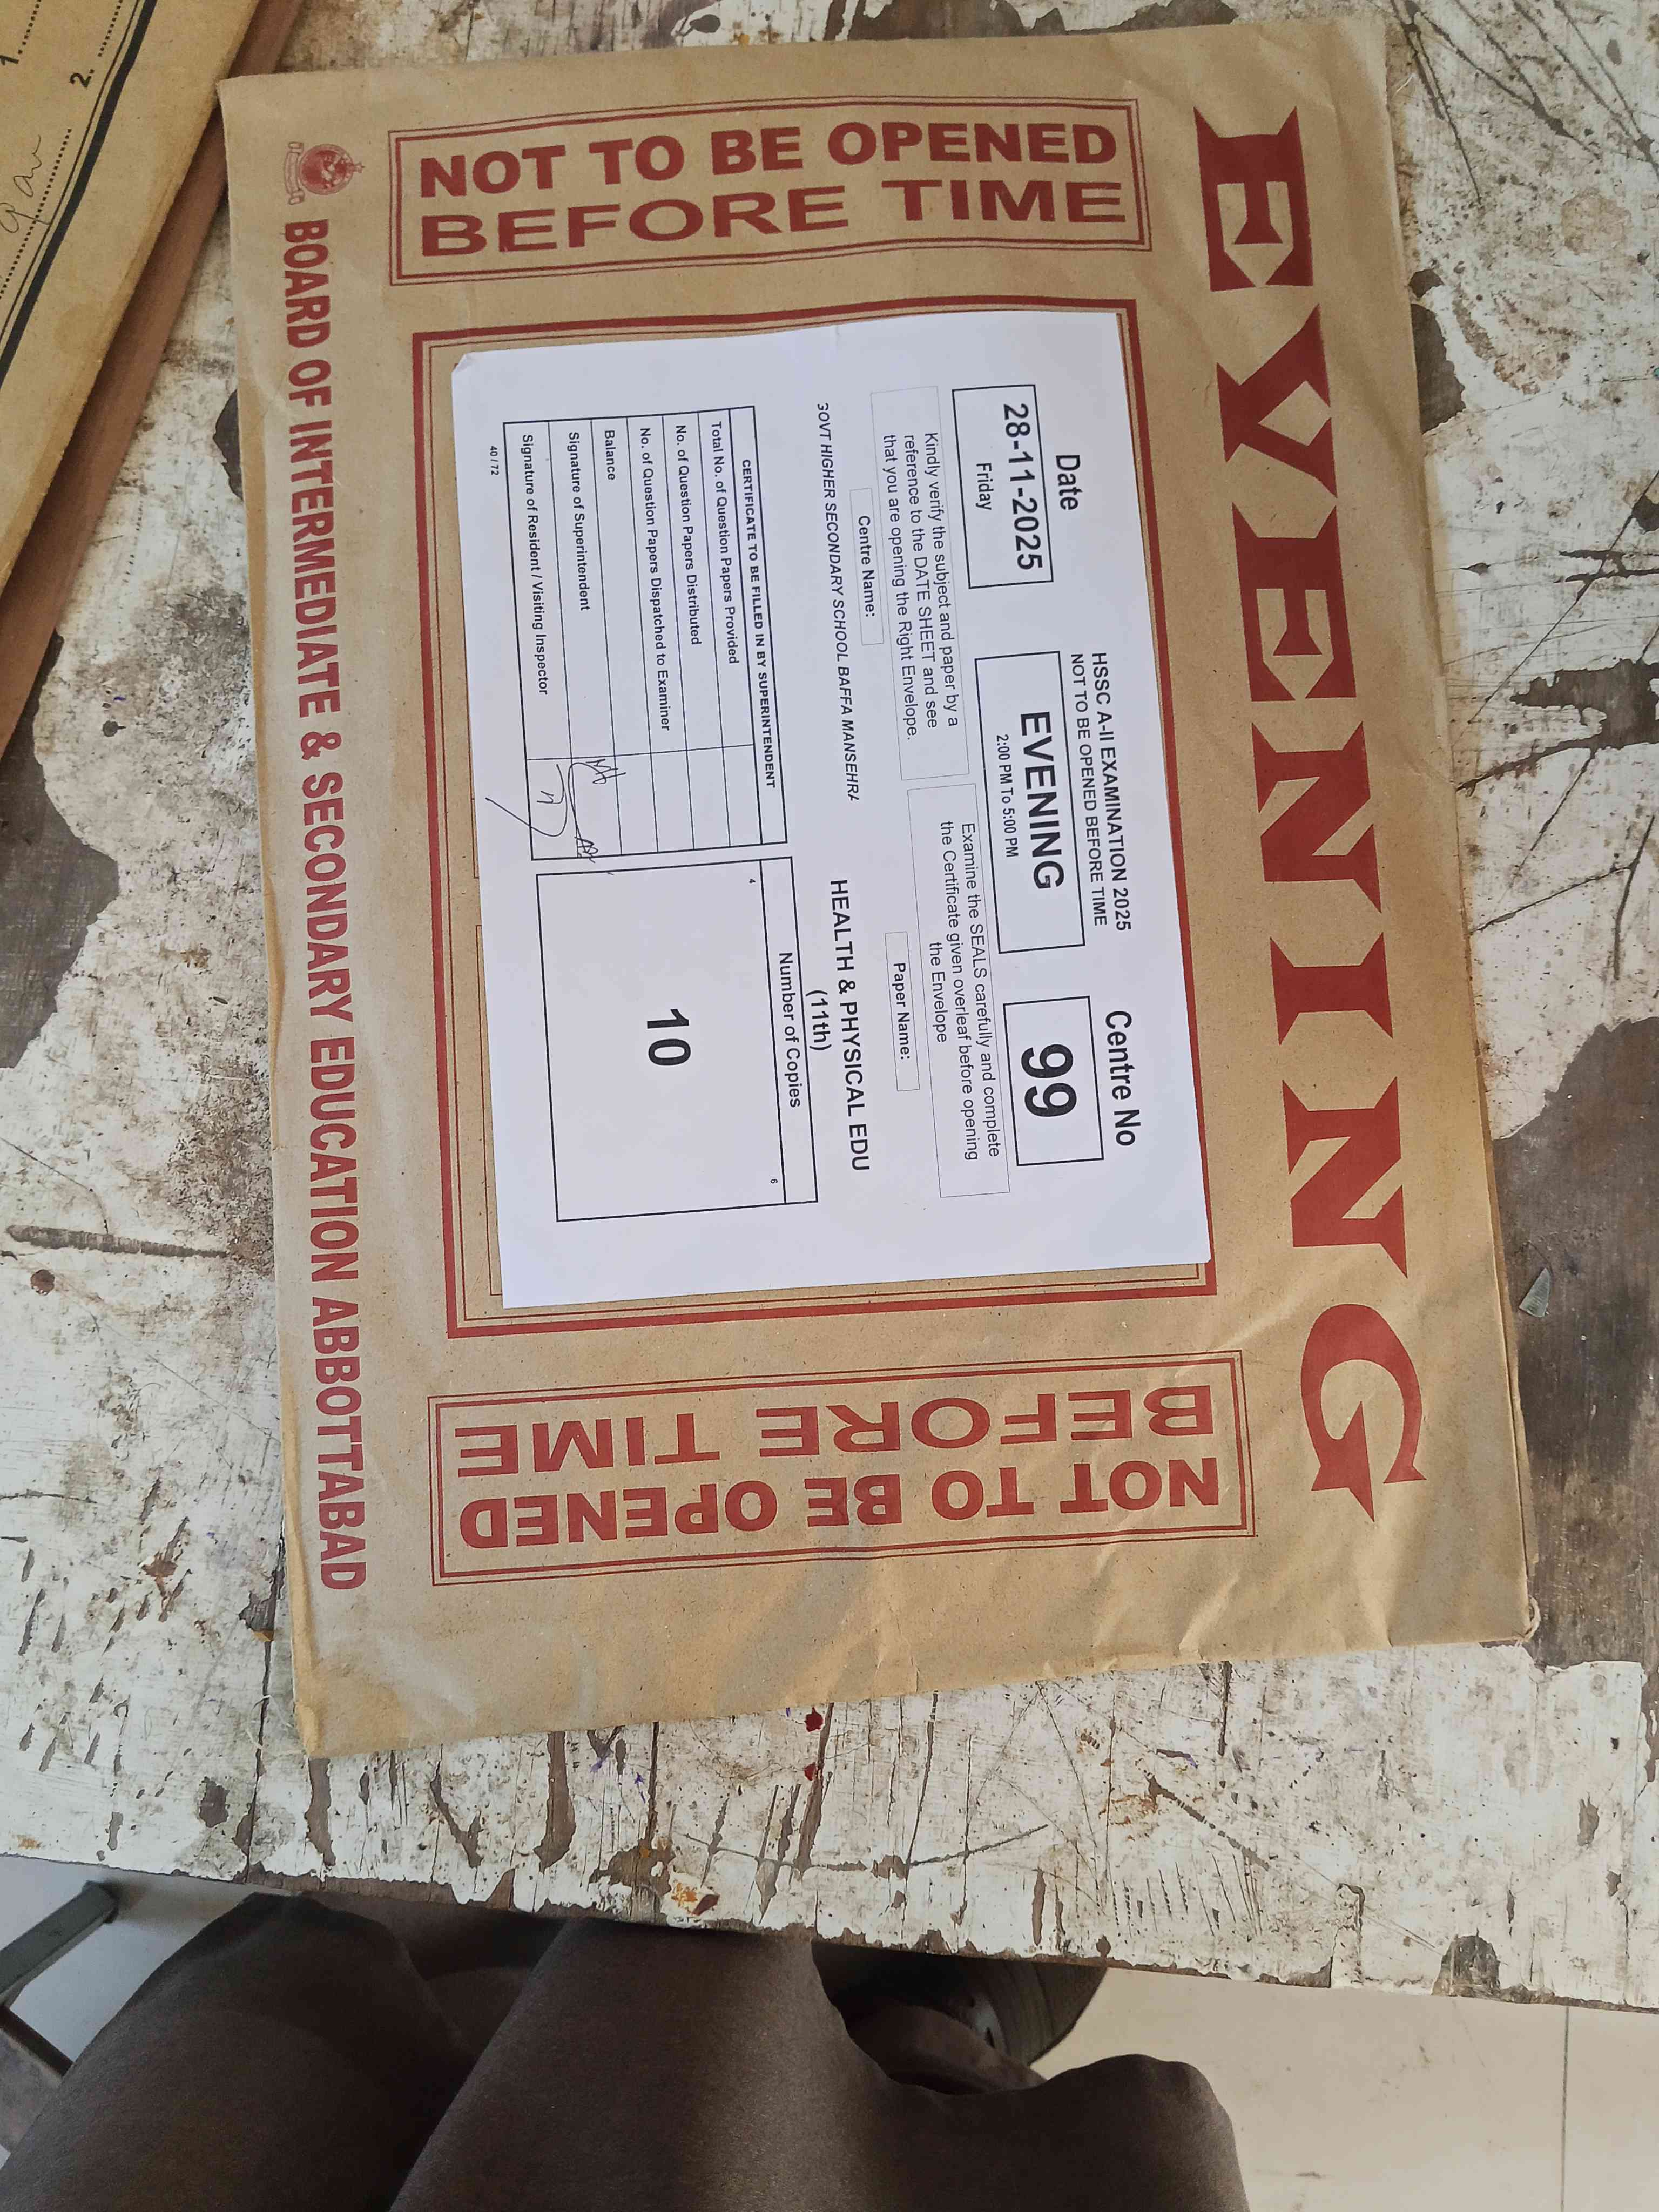 EVENING
NOT TO BE OPENED
BEFORE TIME
Date
28-11-2025
Friday
HSSC A-II EXAMINATION 2025
NOT TO BE OPENED BEFORE TIME
EVENING
2:00 PM To 5:00 PM
Centre No
99
Kindly verify the subject and paper by a
reference to the DATE SHEET and see
that you are opening the Right Envelope.
Examine the SEALS carefully and complete
the Certificate given overleaf before opening
the Envelope
Centre Name:
GOVT HIGHER SECONDARY SCHOOL BAFFA MANSEHRA
Paper Name:
HEALTH & PHYSICAL EDU
(11th)
CERTIFICATE TO BE FILLED IN BY SUPERINTENDENT
Total No. of Question Papers Provided
No. of Question Papers Distributed
No. of Question Papers Dispatched to Examiner
Balance
Signature of Superintendent
Signature of Resident / Visiting Inspector
Number of Copies
4
6
10
40 / 72
NOT TO BE OPENED
BEFORE TIME
BOARD OF INTERMEDIATE & SECONDARY EDUCATION ABBOTTABAD
1.
2.